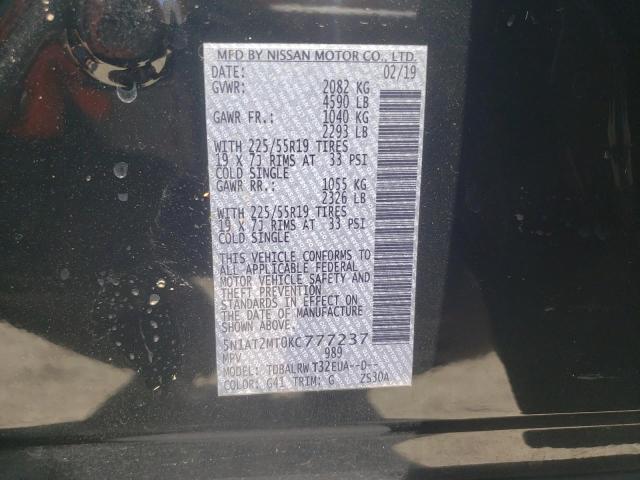 MFD BY NISSAN MOTOR CO., LTD.
DATE: 02/19
GVWR: 2082 KG
4590 LB
GAWR FR.: 1040 KG
2293 LB
WITH 225/55R19 TIRES
19 X 7J RIMS AT 33 PSI
COLD SINGLE
GAWR RR.: 1055 KG
2326 LB
WITH 225/55R19 TIRES
19 X 7J RIMS AT 33 PSI
COLD SINGLE
THIS VEHICLE CONFORMS TO
ALL APPLICABLE FEDERAL
MOTOR VEHICLE SAFETY AND
THEFT PREVENTION
STANDARDS IN EFFECT ON
THE DATE OF MANUFACTURE
SHOWN ABOVE.
5N1AT2MT0KC777237
MPV 989
MODEL: TDBALRW T32EUA--D--
COLOR: G41 TRIM: G 2S30A